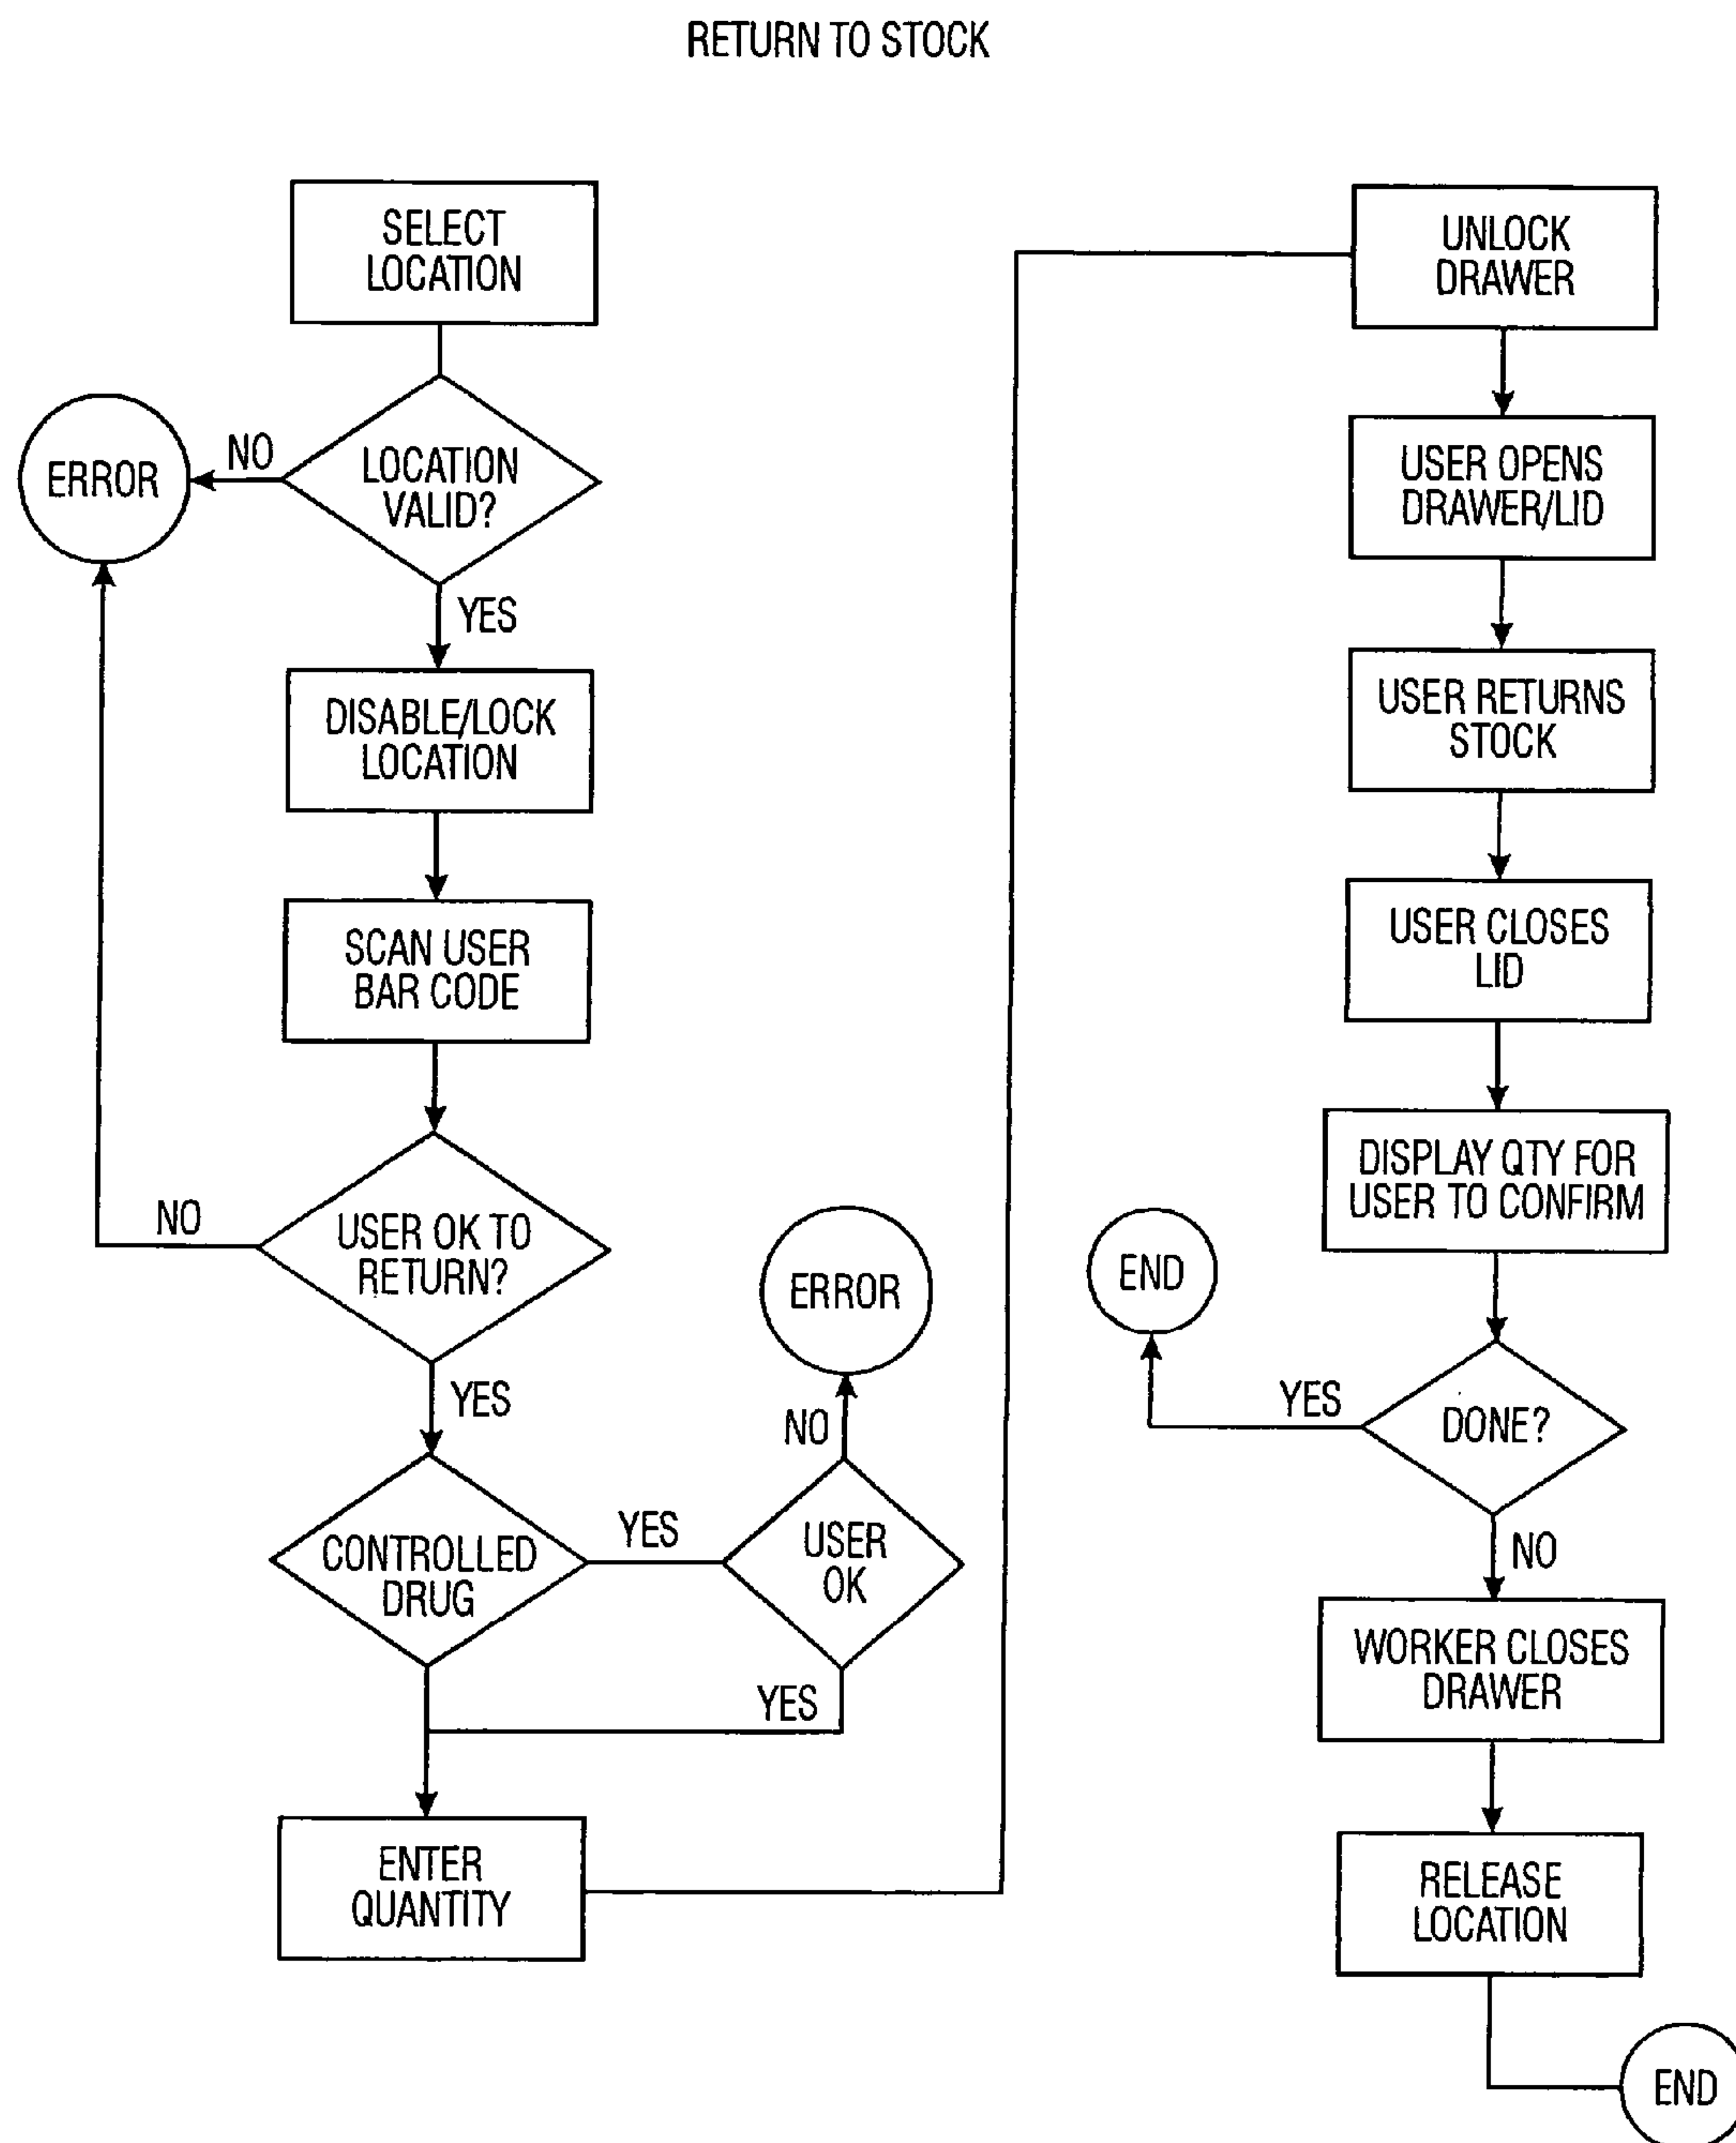 RETURN TO STOCK
SELECT
LOCATION
LOCATION
VALID?
NO
ERROR
YES
DISABLE/LOCK
LOCATION
SCAN USER
BAR CODE
USER OK TO
RETURN?
NO
YES
CONTROLLED
DRUG
YES
USER
OK
NO
ERROR
YES
ENTER
QUANTITY
UNLOCK
DRAWER
USER OPENS
DRAWER/LID
USER RETURNS
STOCK
USER CLOSES
LID
DISPLAY QTY FOR
USER TO CONFIRM
DONE?
YES
END
NO
WORKER CLOSES
DRAWER
RELEASE
LOCATION
END